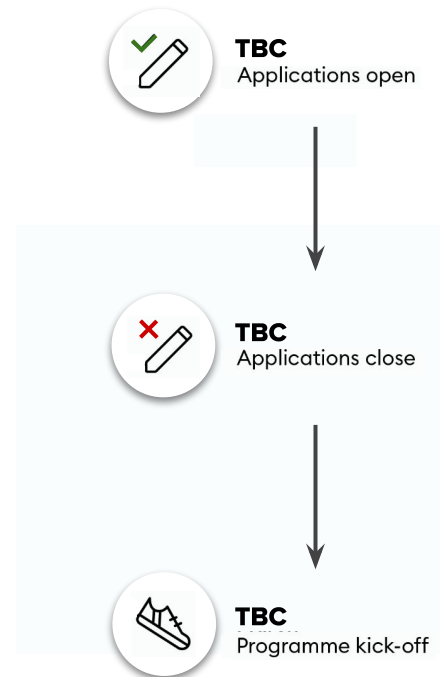 TBC
Applications open
TBC
Applications close
TBC
Programme kick-off